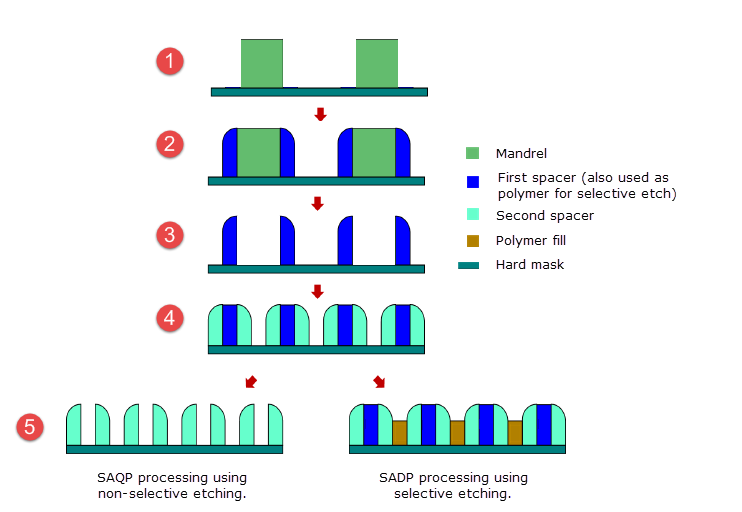 1
2
Mandrel
First spacer (also used as
polymer for selective etch)
Second spacer
Polymer fill
Hard mask
3
4
5
SAQP processing using
non-selective etching.
SADP processing using
selective etching.